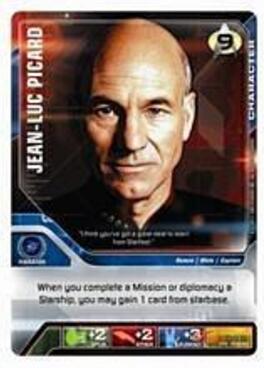 9
CHARACTER
JEAN-LUC PICARD
"I think you've got a great deal to learn
from Starfleet."
Human / Male / Captain
When you complete a Mission or diplomacy a
Starship, you may gain 1 card from starbase.
+2 +2 +3